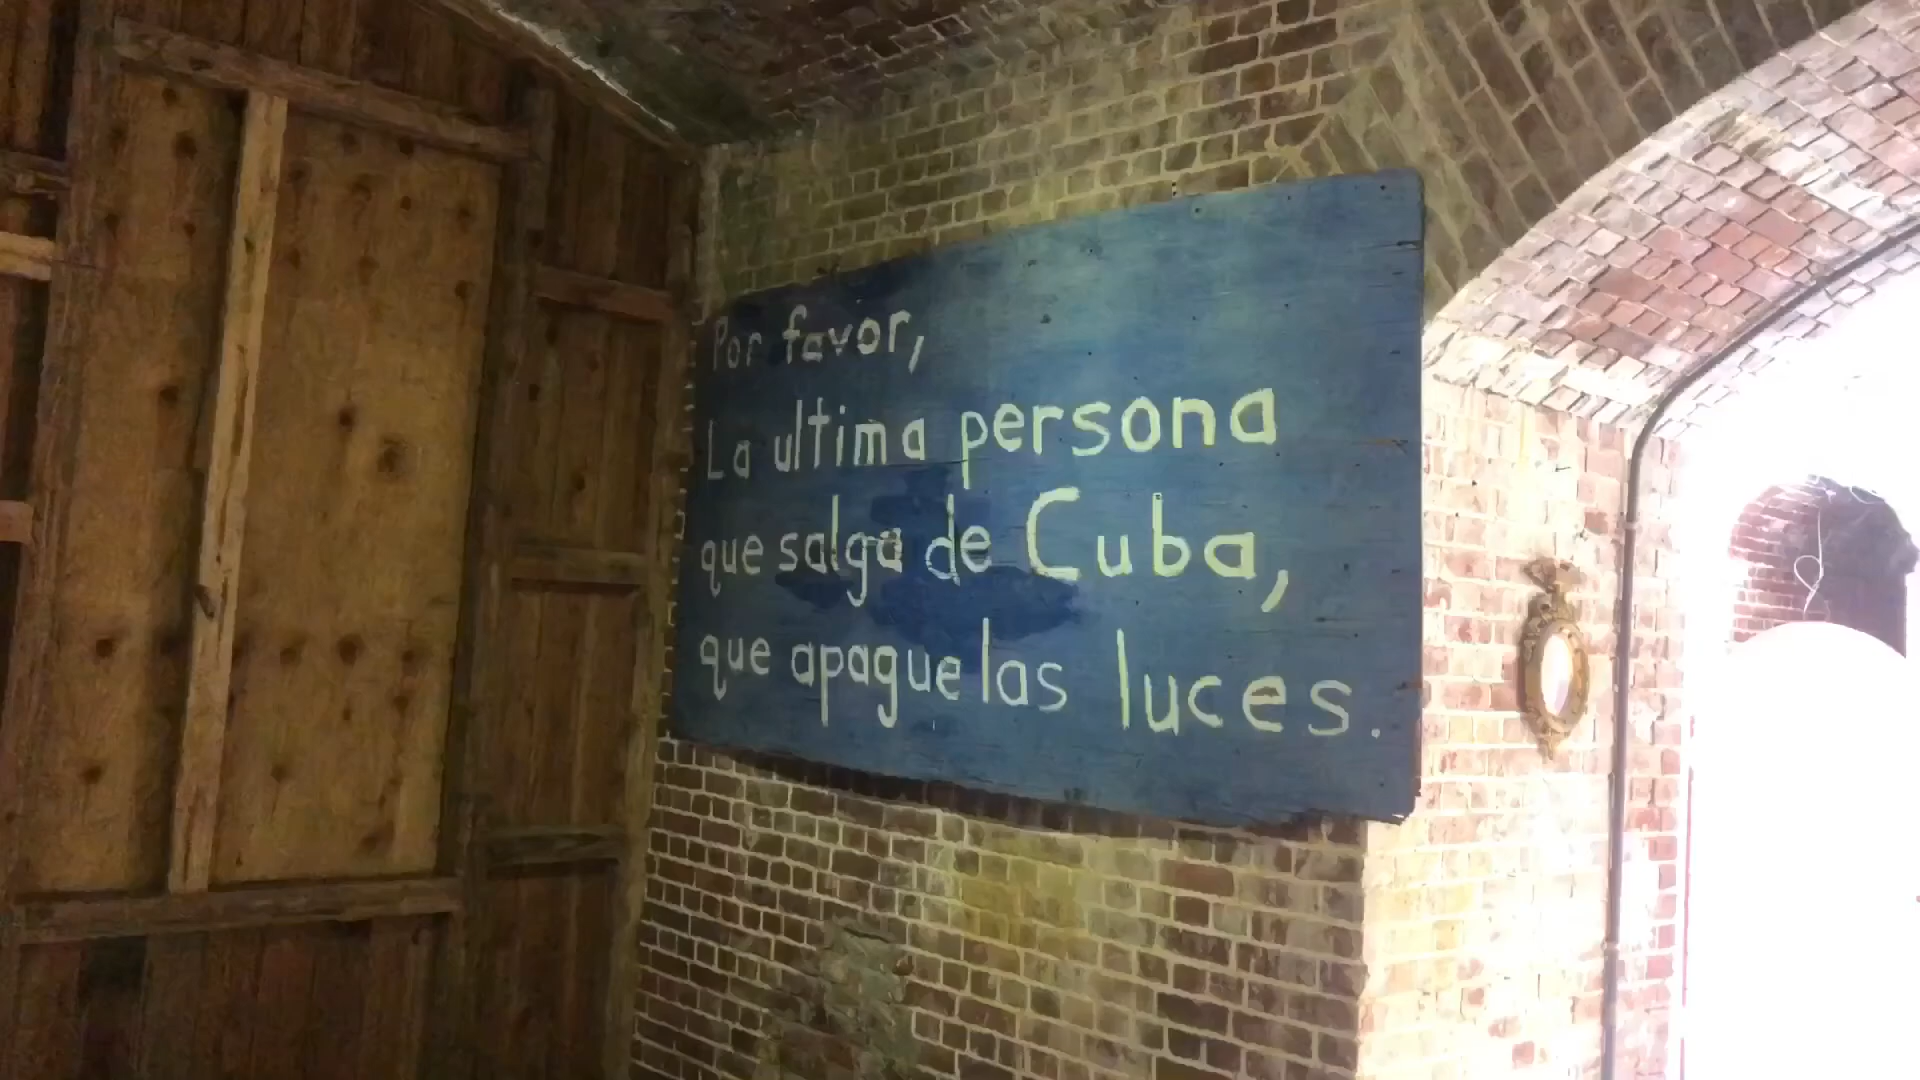 Por favor,
La ultima persona
que salga de Cuba,
que apague las luces.